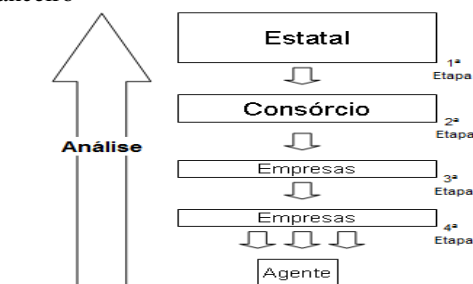 Estatal
1ª
Etapa
Consórcio
2ª
Etapa
Análise
Empresas
3ª
Etapa
Empresas
4ª
Etapa
Agente